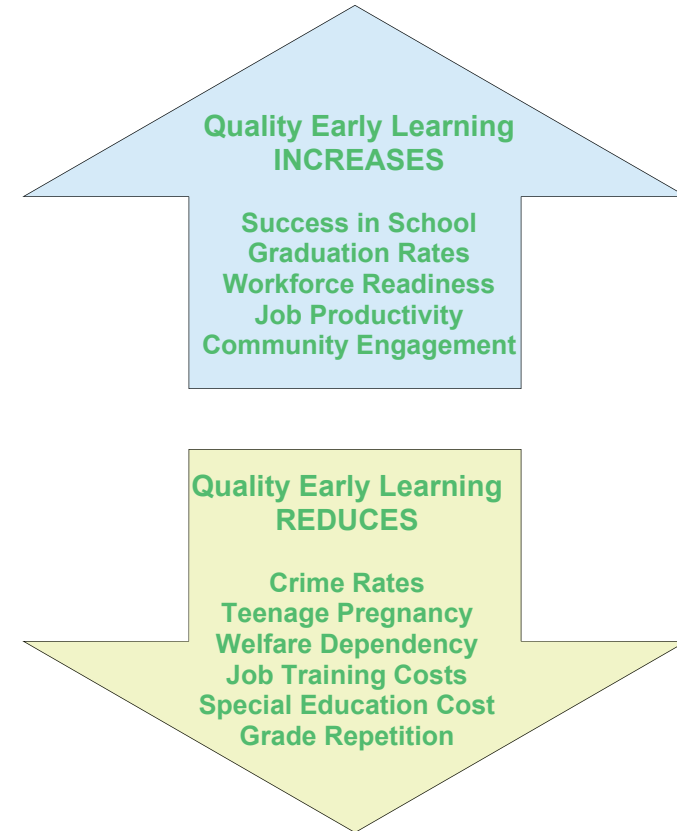 Quality Early Learning
INCREASES
Success in School
Graduation Rates
Workforce Readiness
Job Productivity
Community Engagement
Quality Early Learning
REDUCES
Crime Rates
Teenage Pregnancy
Welfare Dependency
Job Training Costs
Special Education Cost
Grade Repetition